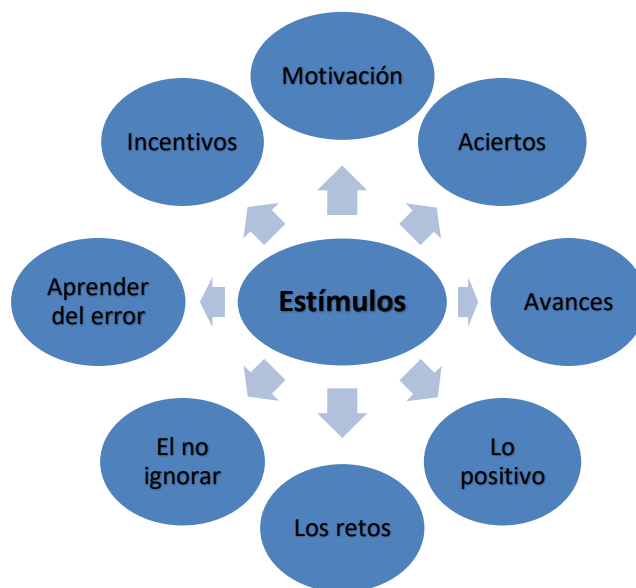 Motivación
Incentivos
Aciertos
Aprender
del error
Estímulos
Avances
El no
ignorar
Lo
positivo
Los retos